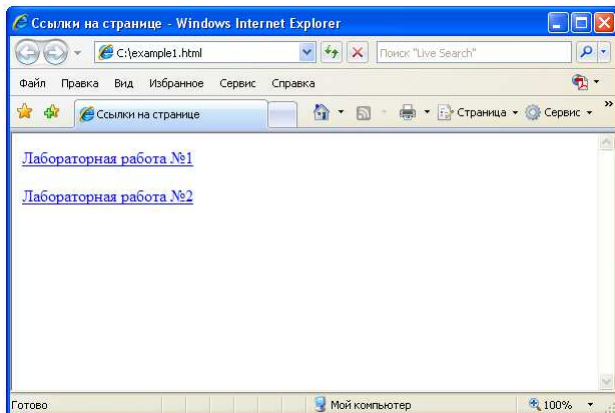 Ссылки на странице - Windows Internet Explorer
C:\example1.html
Поиск "Live Search"
Файл Правка Вид Избранное Сервис Справка
Ссылки на странице
Страница Сервис »
Лабораторная работа №1
Лабораторная работа №2
Готово Мой компьютер 100%